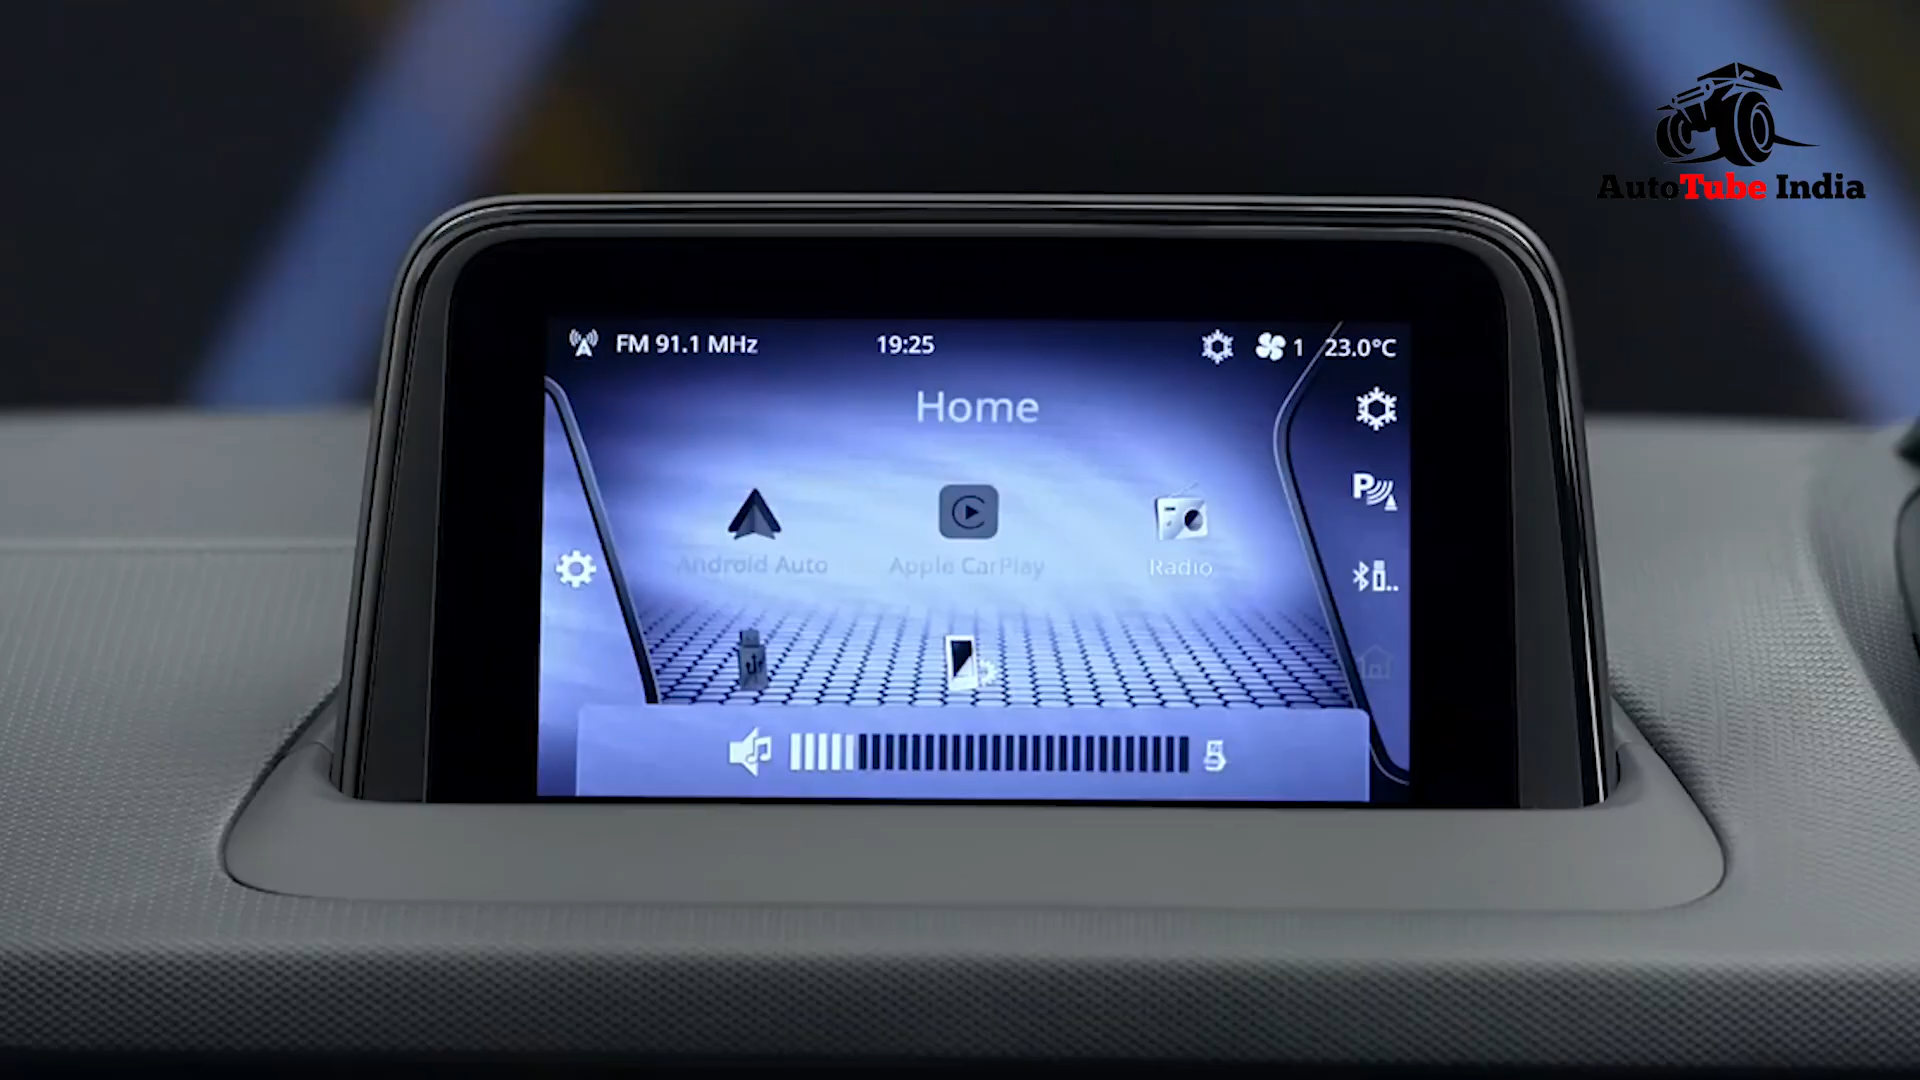 AutoTube India
FM 91.1 MHz 19:25 1 23.0°C
Home
P
Android Auto Apple CarPlay Radio
5